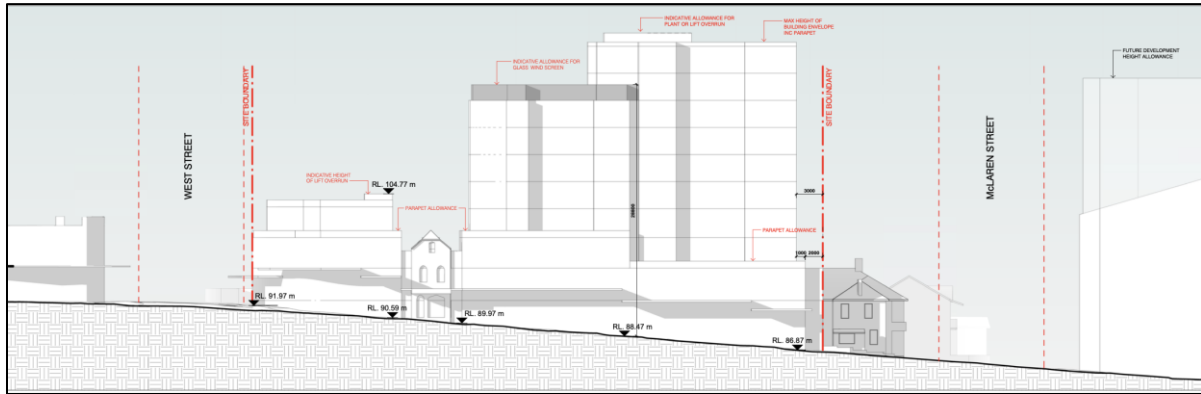 INDICATIVE ALLOWANCE FOR
PLANT OR LIFT OVERRUN
MAX HEIGHT OF
BUILDING ENVELOPE
INC PARAPET
FUTURE DEVELOPMENT
HEIGHT ALLOWANCE
INDICATIVE ALLOWANCE FOR
GLASS WIND SCREEN
SITE BOUNDARY
SITE BOUNDARY
WEST STREET
McLAREN STREET
INDICATIVE HEIGHT
OF LIFT OVERRUN
RL. 104.77 m
3000
PARAPET ALLOWANCE
PARAPET ALLOWANCE
1000
RL. 91.97 m
RL. 90.59 m
RL. 89.97 m
RL. 88.47 m
RL. 86.87 m